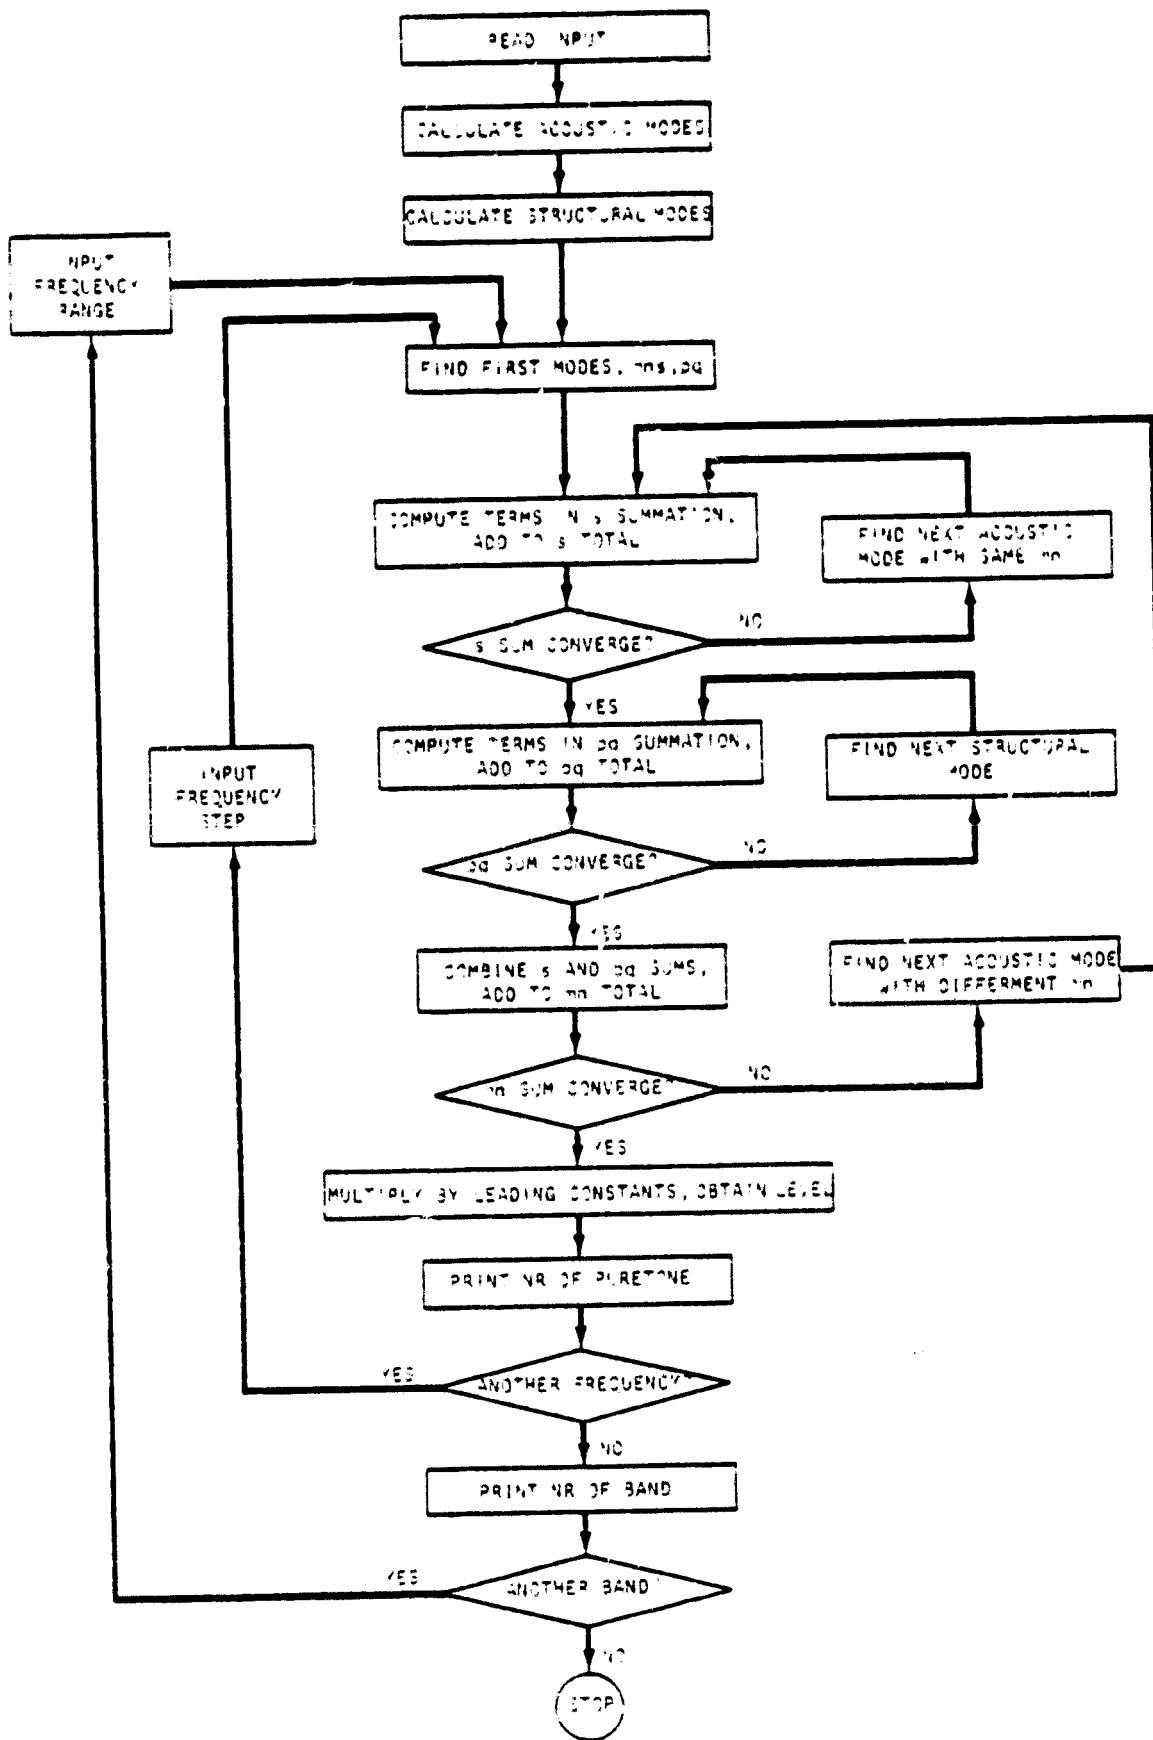 READ INPUT
CALCULATE ACOUSTIC MODES
CALCULATE STRUCTURAL MODES
INPUT
FREQUENCY
RANGE
FIND FIRST MODES, mns, pq
COMPUTE TERMS IN s SUMMATION,
ADD TO s TOTAL
FIND NEXT ACOUSTIC
MODE WITH SAME mn
s SUM CONVERGE?
NO
YES
COMPUTE TERMS IN pq SUMMATION,
ADD TO pq TOTAL
FIND NEXT STRUCTURAL
MODE
INPUT
FREQUENCY
STEP
pq SUM CONVERGE?
NO
YES
COMBINE s AND pq SUMS,
ADD TO mn TOTAL
FIND NEXT ACOUSTIC MODE
WITH DIFFERMENT mn
mn SUM CONVERGE?
NO
YES
MULTIPLY BY LEADING CONSTANTS, OBTAIN LEVEL
PRINT NR OF PURETONE
ANOTHER FREQUENCY?
YES
NO
PRINT NR OF BAND
ANOTHER BAND?
YES
NO
STOP